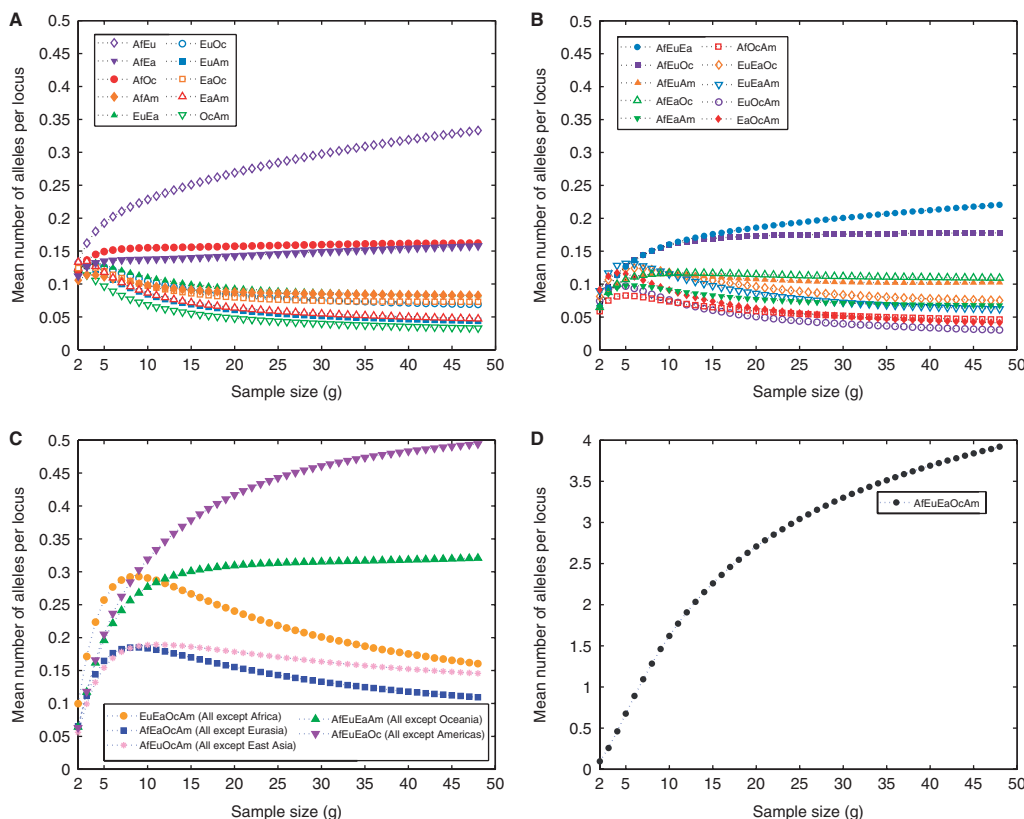 A
Mean number of alleles per locus
0.5
0.45
0.4
0.35
0.3
0.25
0.2
0.15
0.1
0.05
0
AfEu
AfEa
AfOc
AfAm
EuEa
EuOc
EuAm
EaOc
EaAm
OcAm
2 5 10 15 20 25 30 35 40 45 50
Sample size (g)
B
Mean number of alleles per locus
0.5
0.45
0.4
0.35
0.3
0.25
0.2
0.15
0.1
0.05
0
AfEuEa
AfEuOc
AfEuAm
AfEaOc
AfEaAm
AfOcAm
EuEaOc
EuEaAm
EuOcAm
EaOcAm
2 5 10 15 20 25 30 35 40 45 50
Sample size (g)
C
Mean number of alleles per locus
0.5
0.45
0.4
0.35
0.3
0.25
0.2
0.15
0.1
0.05
0
EuEaOcAm (All except Africa)
AfEaOcAm (All except Eurasia)
AfEuOcAm (All except East Asia)
AfEuEaAm (All except Oceania)
AfEuEaOc (All except Americas)
2 5 10 15 20 25 30 35 40 45 50
Sample size (g)
D
Mean number of alleles per locus
4
3.5
3
2.5
2
1.5
1
0.5
0
AfEuEaOcAm
2 5 10 15 20 25 30 35 40 45 50
Sample size (g)